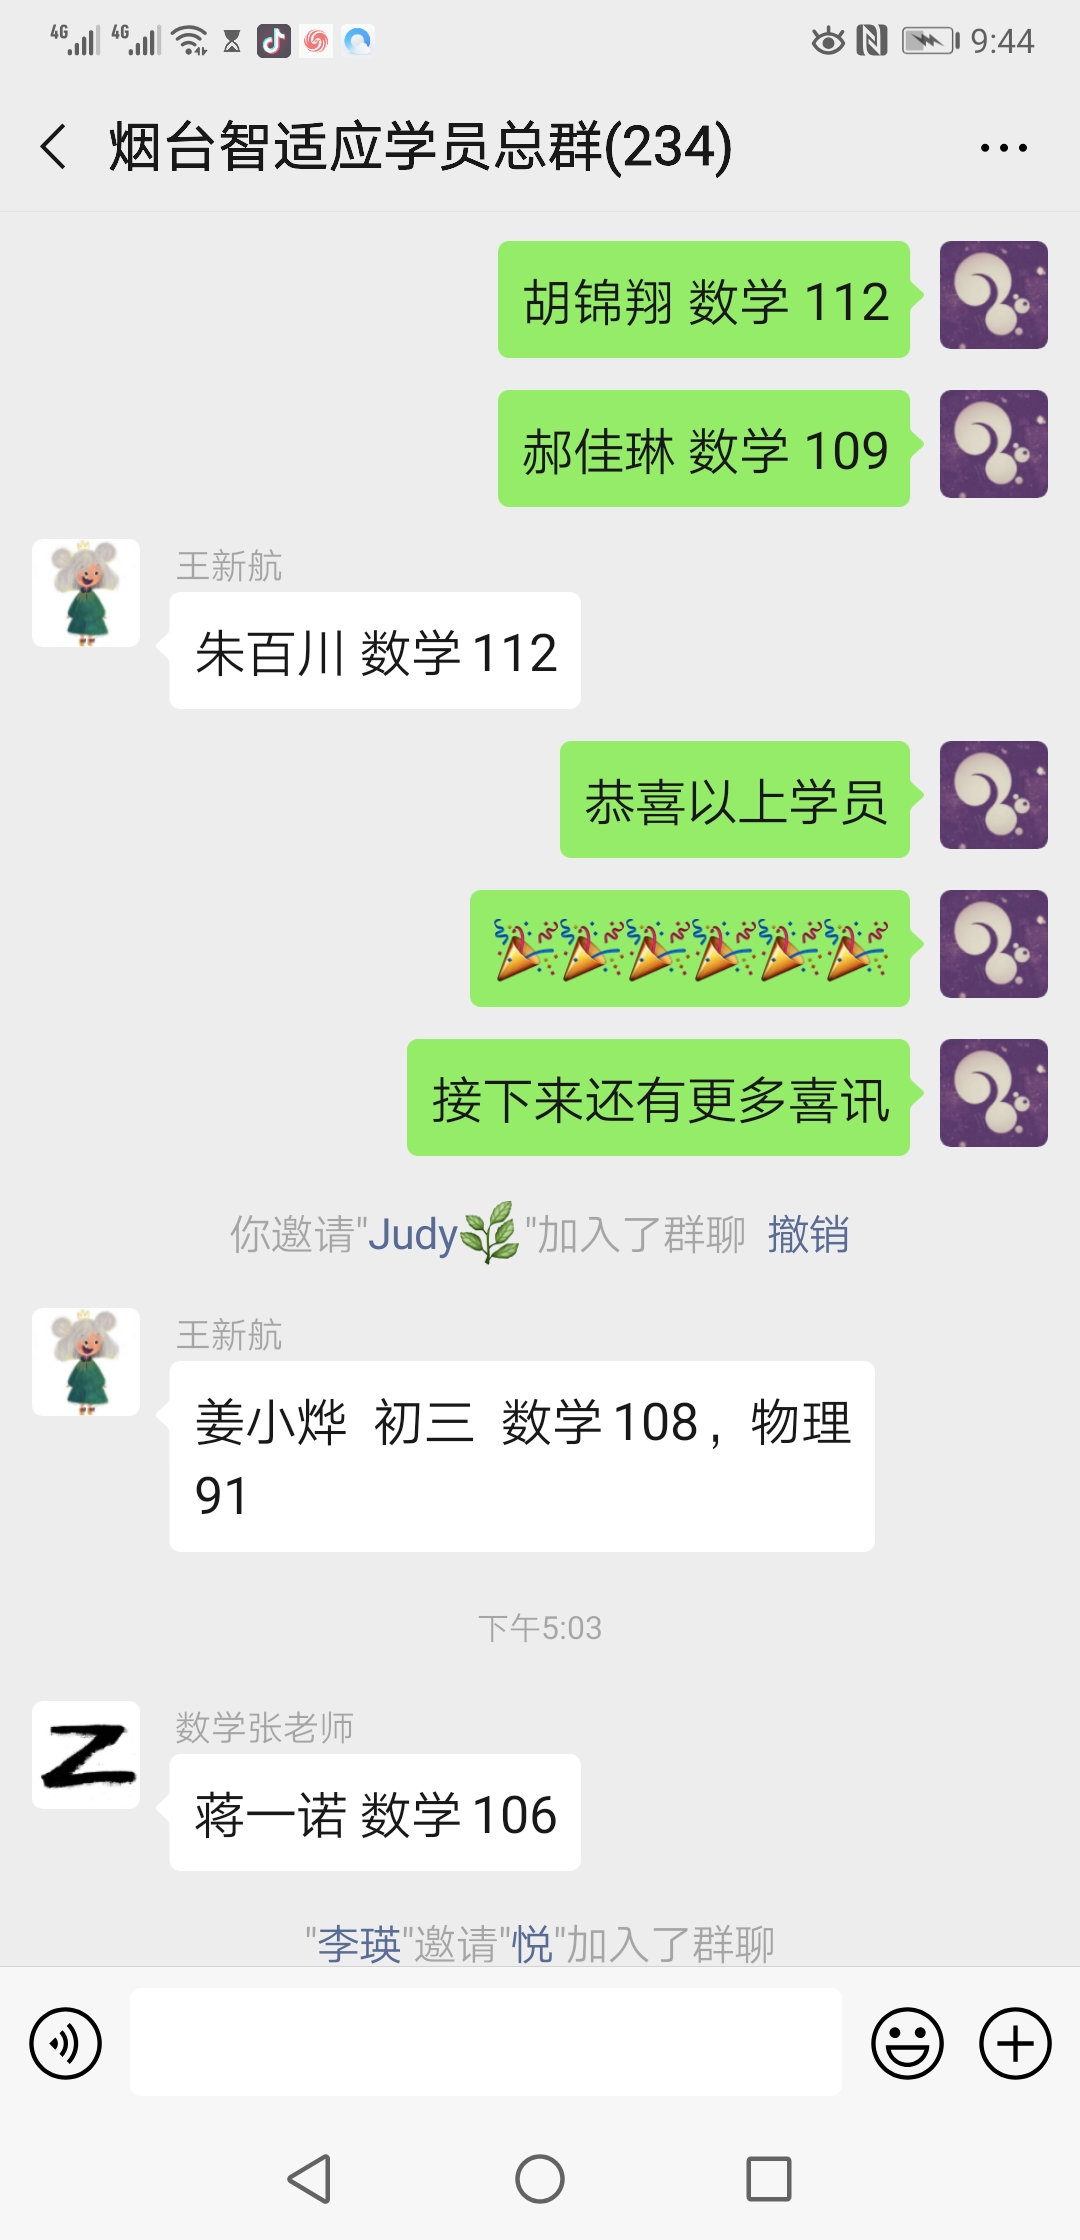 4G 4G 9:44
烟台智适应学员总群(234)
胡锦翔 数学 112
郝佳琳 数学 109
王新航
朱百川 数学 112
恭喜以上学员
🎉🎉🎉🎉🎉🎉
接下来还有更多喜讯
你邀请"Judy🌿"加入了群聊 撤销
王新航
姜小烨 初三 数学 108，物理
91
下午5:03
数学张老师
蒋一诺 数学 106
"李瑛"邀请"悦"加入了群聊